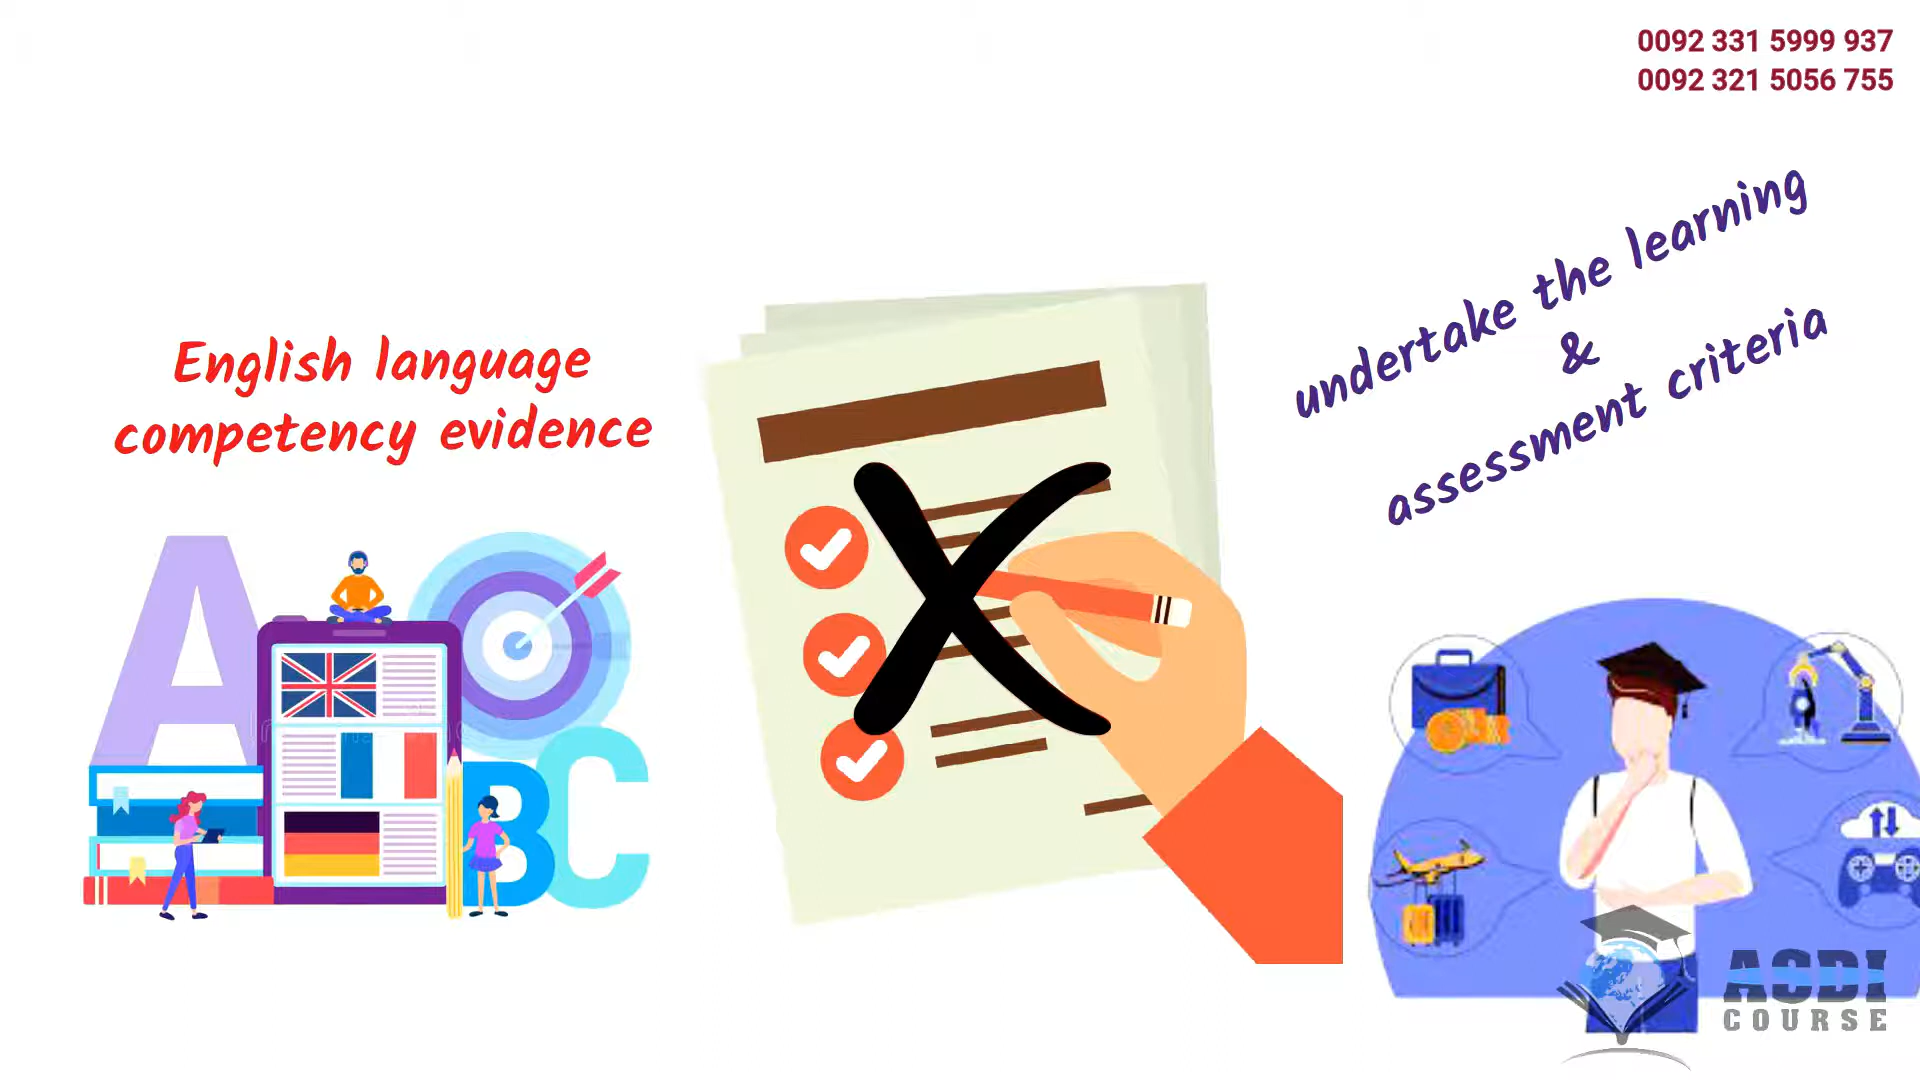 0092 331 5999 937
0092 321 5056 755
English language
competency evidence
undertake the learning
&
assessment criteria
A
B
C
ASDI
COURSE